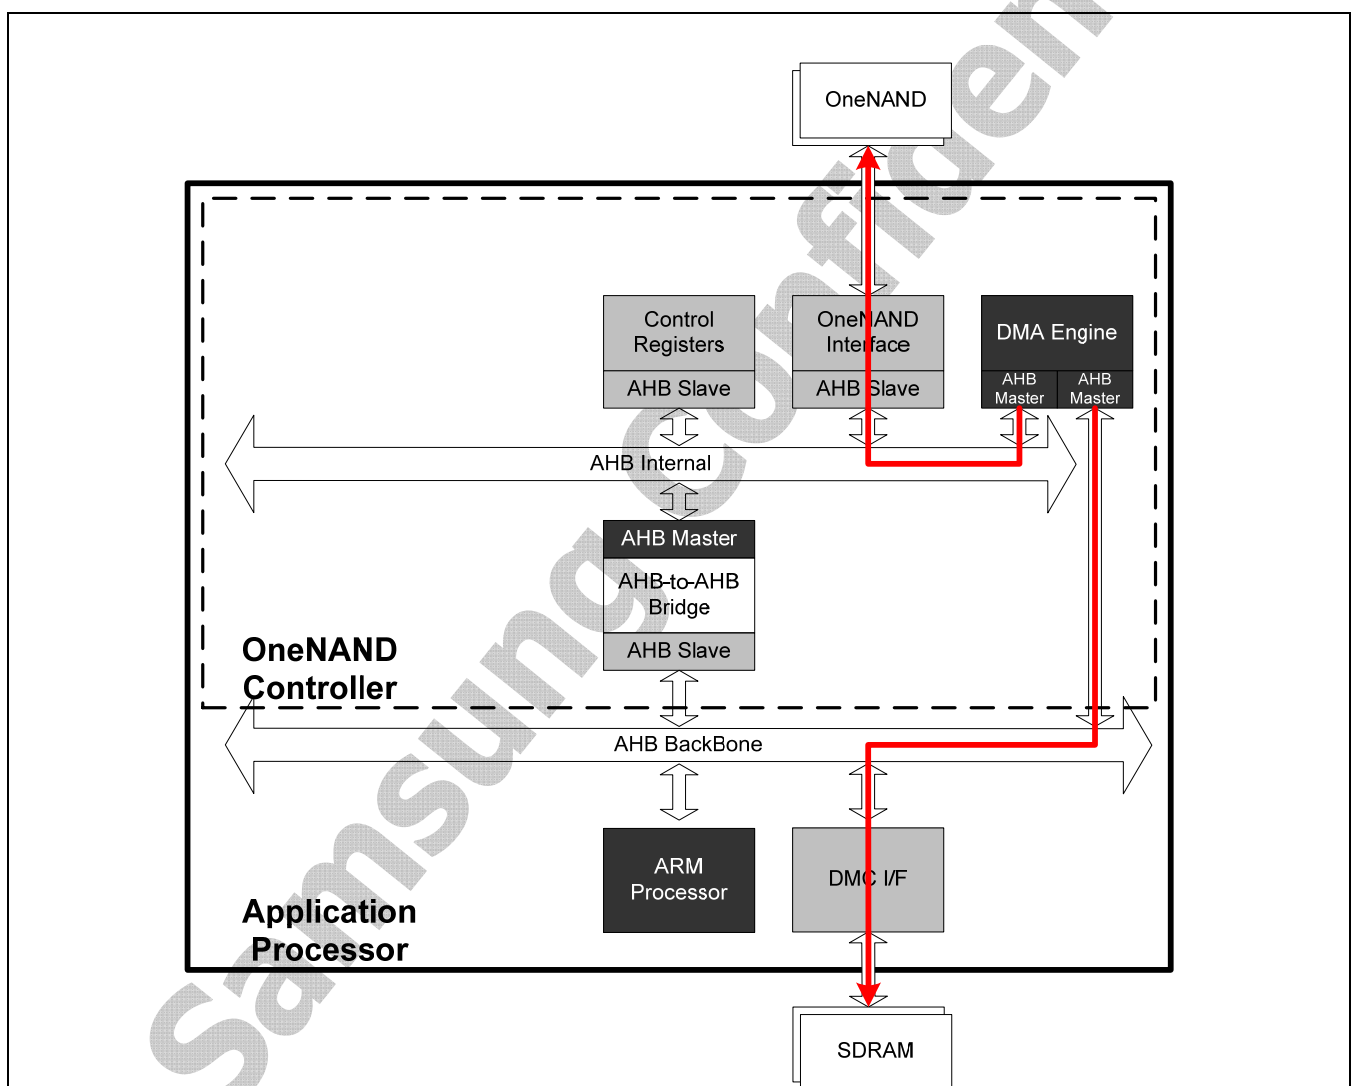 OneNAND
Control
Registers
AHB Slave
OneNAND
Interface
AHB Slave
DMA Engine
AHB
Master
AHB
Master
AHB Internal
AHB Master
AHB-to-AHB
Bridge
AHB Slave
OneNAND
Controller
AHB BackBone
ARM
Processor
DMC I/F
Application
Processor
SDRAM
Samsung Confiden